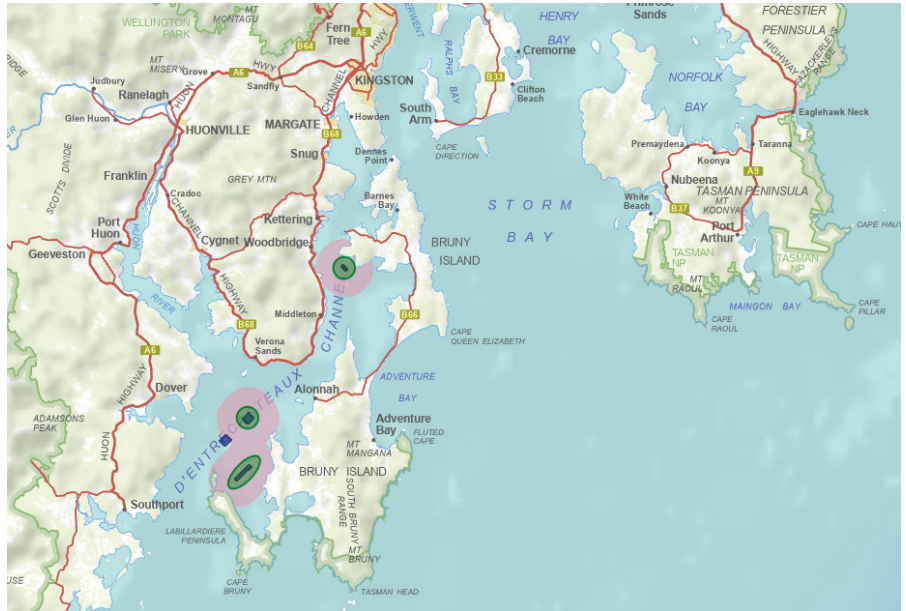 Primrose
Sands
MT
MONTAGU
WELLINGTON
PARK
Fern
Tree
A6
HWY
B64
HENRY
BAY
FORESTIER
PENINSULA
HIGHWAY
RANGE
MT
MISERY
Grove
A6
HWY
Sandfly
CHANNEL
KINGSTON
RALPHS
BAY
Cremorne
B33
Clifton
Beach
NORFOLK
BAY
Judbury
Ranelagh
HUON
Glen Huon
HUONVILLE
MARGATE
B68
Howden
South
Arm
CAPE
DIRECTION
Eaglehawk Neck
SCOTTS DIVIDE
Snug
Dennes
Point
Premaydena
Koonya
Taranna
A9
Franklin
GREY MTN
Cradoc
Barnes
Bay
Nubeena
TASMAN PENINSULA
MT
KOONYA
STORM
BAY
White
Beach
B37
Port
Arthur
Port
Huon
HUON
CHANNEL
Kettering
Cygnet
Woodbridge
BRUNY
ISLAND
TASMAN
NP
TASMAN
NP
Geeveston
RIVER
HIGHWAY
MT
RAOUL
MAINGON BAY
CAPE
PILLAR
CAPE
RAOUL
B68
Middleton
B66
CAPE
QUEEN ELIZABETH
Verona
Sands
A6
HIGHWAY
Dover
D'ENTRECASTEAUX CHANNEL
Alonnah
ADVENTURE
BAY
ADAMSONS
PEAK
HUON
Adventure
Bay
FLUTED
CAPE
MT
MANGANA
BRUNY ISLAND
SOUTH BRUNY
RANGE
Southport
LABILLARDIERE
PENINSULA
MT
BRUNY
CAPE
BRUNY
TASMAN HEAD